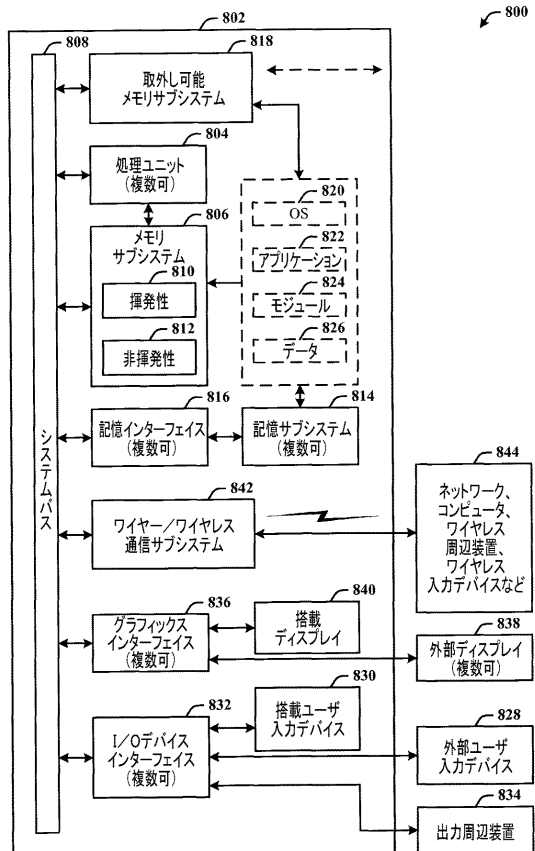 800
802
808
システムバス
818
取外し可能
メモリサブシステム
804
処理ユニット
(複数可)
806
メモリ
サブシステム
810
揮発性
812
非揮発性
820
OS
822
アプリケーション
824
モジュール
826
データ
816
記憶インターフェイス
(複数可)
814
記憶サブシステム
(複数可)
842
ワイヤー/ワイヤレス
通信サブシステム
844
ネットワーク、
コンピュータ、
ワイヤレス
周辺装置、
ワイヤレス
入力デバイスなど
836
グラフィックス
インターフェイス
(複数可)
840
搭載
ディスプレイ
838
外部ディスプレイ
(複数可)
832
I/Oデバイス
インターフェイス
(複数可)
830
搭載ユーザ
入力デバイス
828
外部ユーザ
入力デバイス
834
出力周辺装置